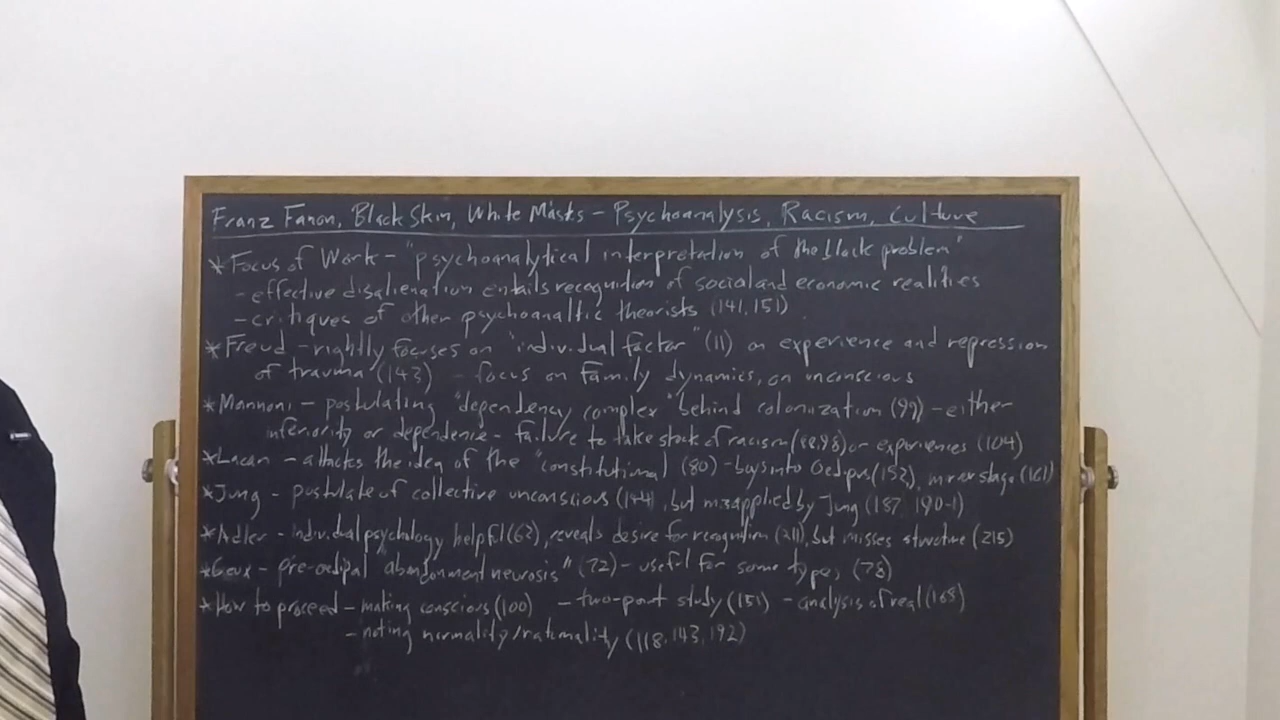 Franz Fanon, Black Skin, White Masks – Psychoanalysis, Racism, Culture
* Focus of Work – "psychoanalytical interpretation of the black problem"
- effective disalienation entails recognition of social and economic realities
- critiques of other psychoanaltic theorists (141, 151)
* Freud – rightly focuses on "individual factor" (11) on experience and repression
of trauma (143) – focus on family dynamics, on unconscious
* Mannoni – postulating "dependency complex" behind colonization (99) – either
inferiority or dependence – failure to take stock of racism (88,98) or experiences (104)
* Lacan – attacks the idea of the "constitutional (80) – buys into Oedipus (152), mirror stage (161)
* Jung – postulate of collective unconscious (144), but misapplied by Jung (187, 190-1)
* Adler – individual psychology helpful (62), reveals desire for recognition (211), but misses structure (215)
* – pre-oedipal abandonment neurosis" (72) – useful for some types (78)
* How to proceed – making conscious (100) – two-point study (151) – analysis of real (168)
– noting normality/rationality (118, 143, 192)